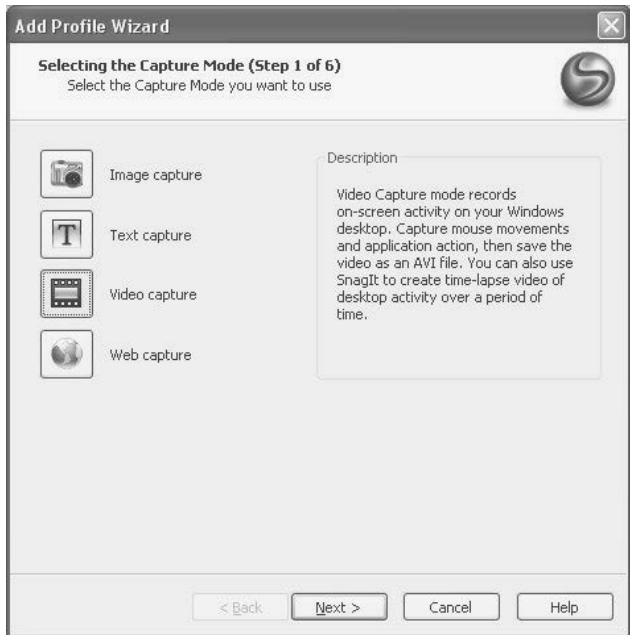 Add Profile Wizard
Selecting the Capture Mode (Step 1 of 6)
Select the Capture Mode you want to use
Image capture
Text capture
Video capture
Web capture
Description
Video Capture mode records
on-screen activity on your Windows
desktop. Capture mouse movements
and application action, then save the
video as an AVI file. You can also use
SnagIt to create time-lapse video of
desktop activity over a period of
time.
< Back
Next >
Cancel
Help